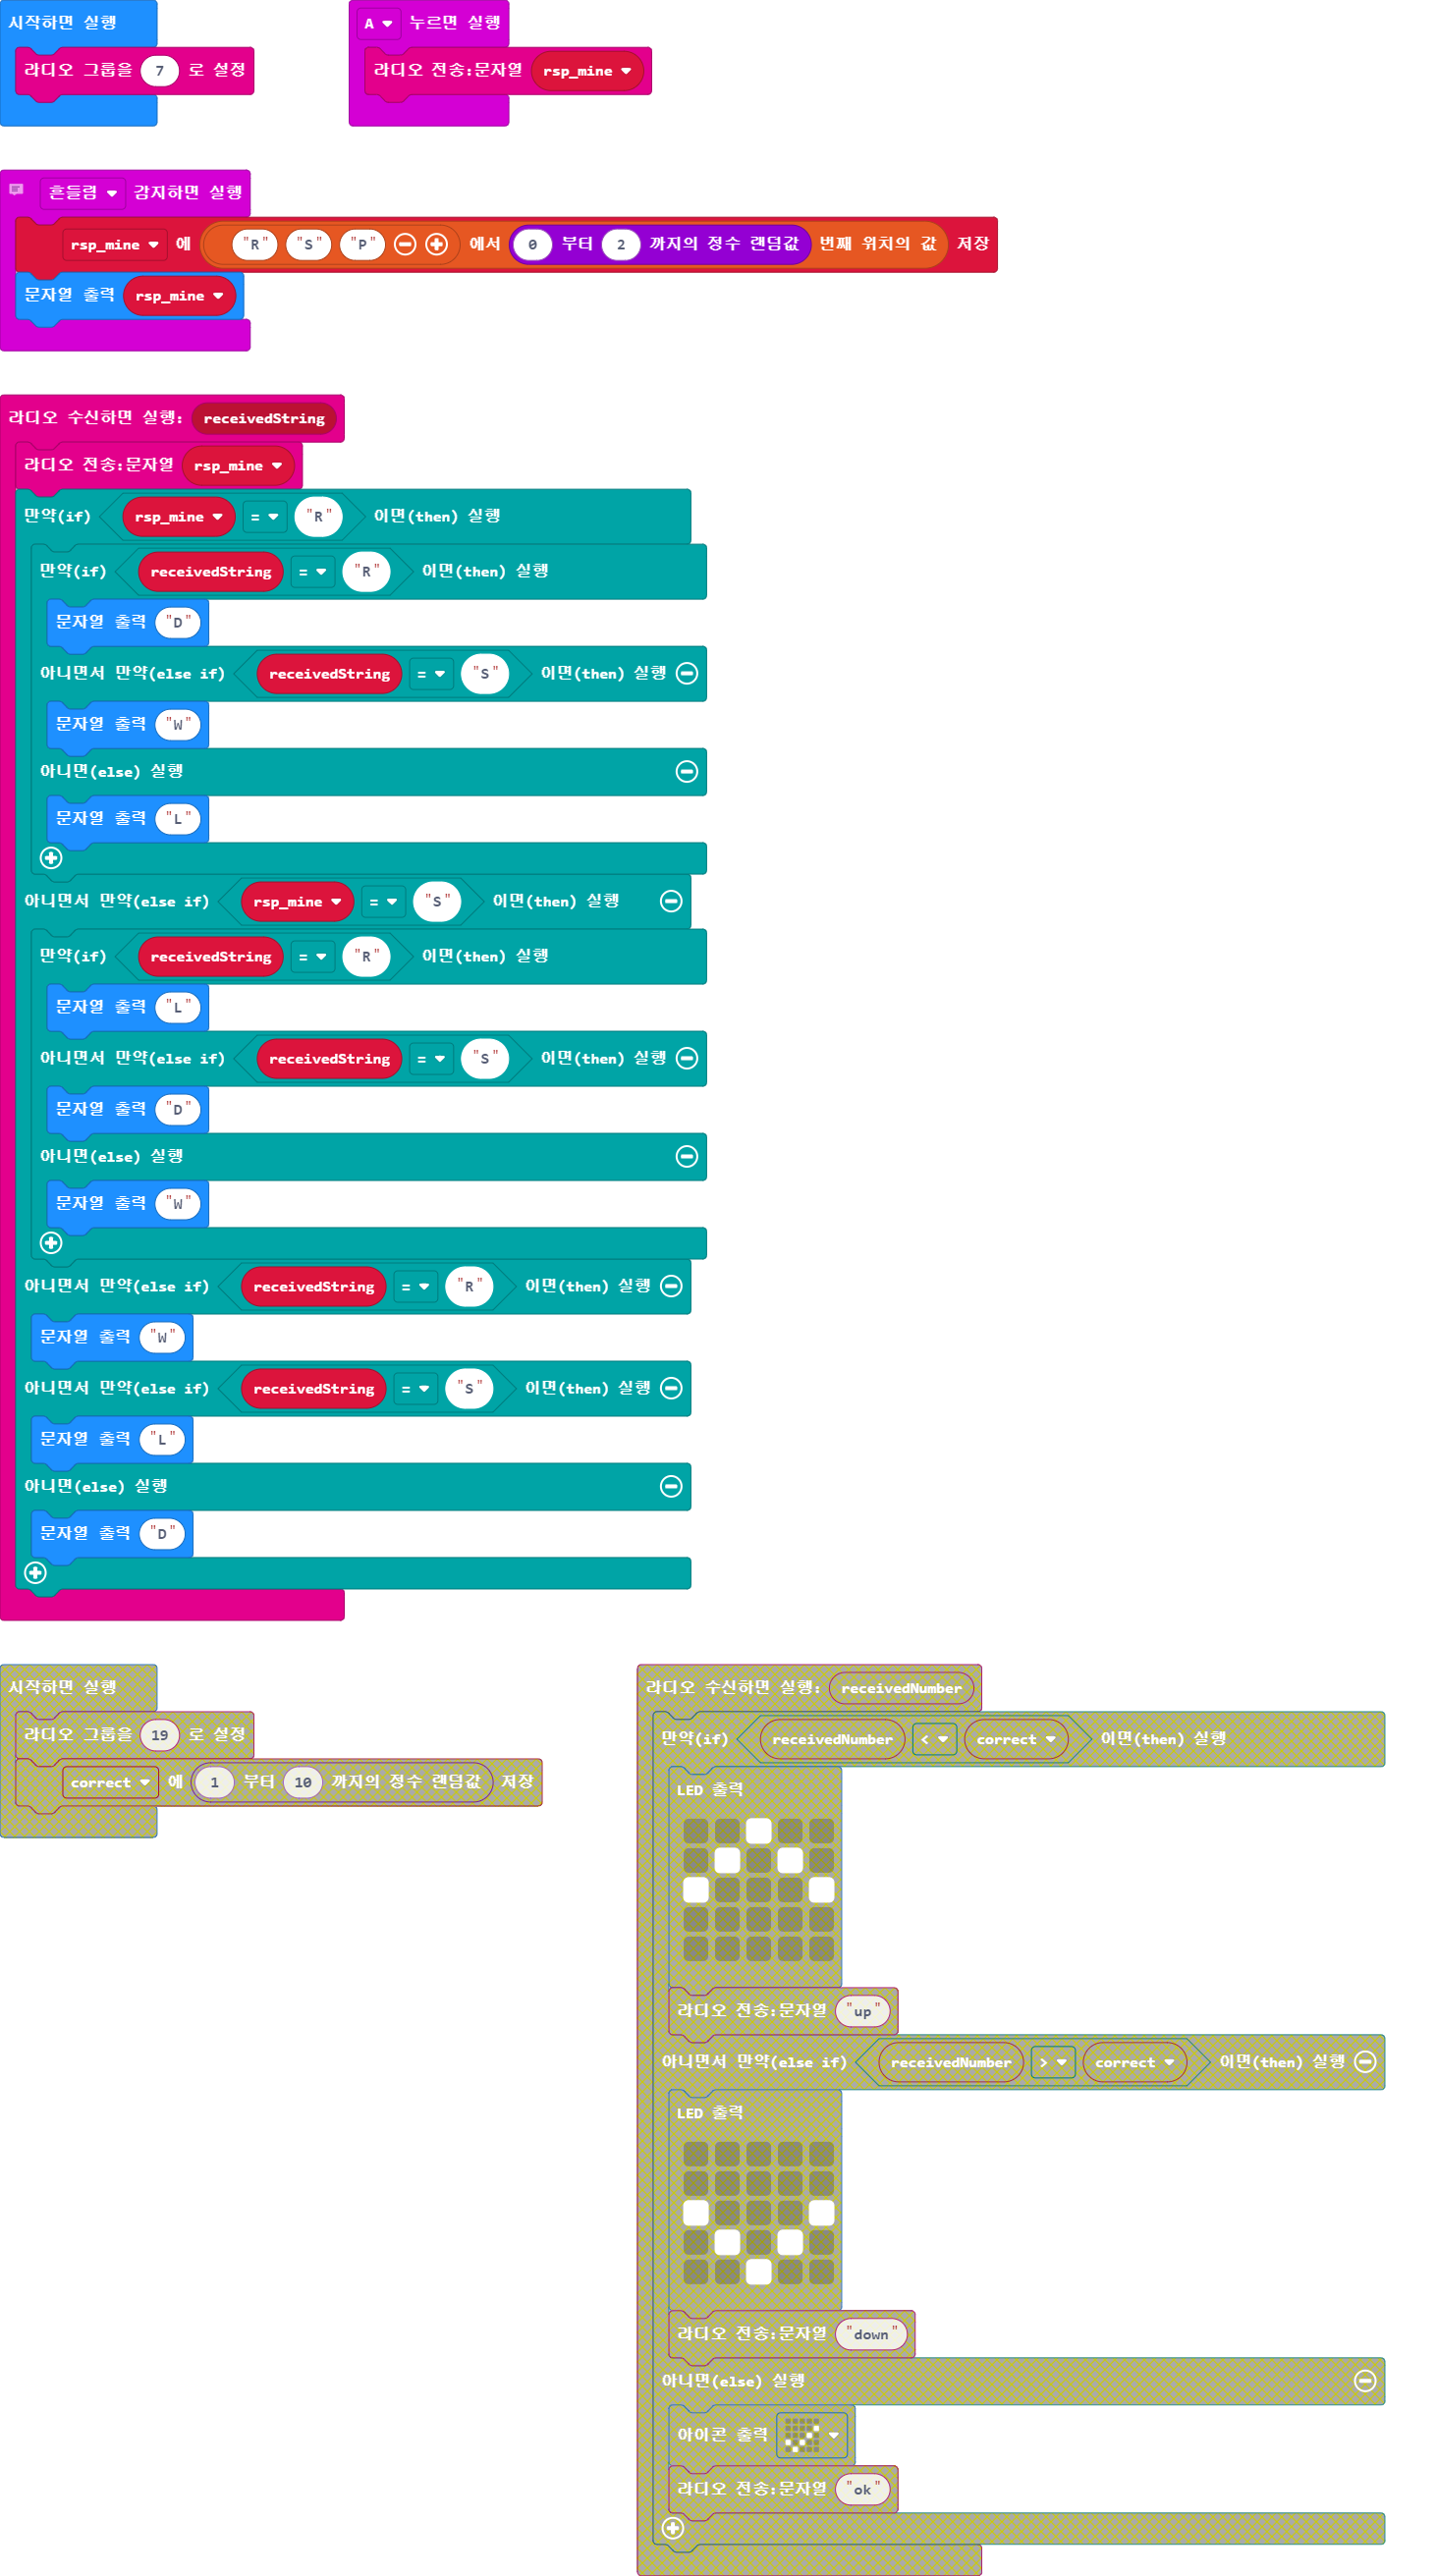 시작하면 실행
라디오 그룹을 7 로 설정
A 누르면 실행
라디오 전송:문자열 rsp_mine
흔들림 감지하면 실행
rsp_mine 에 "R" "S" "P" 에서 0 부터 2 까지의 정수 랜덤값 번째 위치의 값 저장
문자열 출력 rsp_mine
라디오 수신하면 실행: receivedString
라디오 전송:문자열 rsp_mine
만약(if) rsp_mine = "R" 이면(then) 실행
만약(if) receivedString = "R" 이면(then) 실행
문자열 출력 "D"
아니면서 만약(else if) receivedString = "S" 이면(then) 실행
문자열 출력 "W"
아니면(else) 실행
문자열 출력 "L"
아니면서 만약(else if) rsp_mine = "S" 이면(then) 실행
만약(if) receivedString = "R" 이면(then) 실행
문자열 출력 "L"
아니면서 만약(else if) receivedString = "S" 이면(then) 실행
문자열 출력 "D"
아니면(else) 실행
문자열 출력 "W"
아니면서 만약(else if) receivedString = "R" 이면(then) 실행
문자열 출력 "W"
아니면서 만약(else if) receivedString = "S" 이면(then) 실행
문자열 출력 "L"
아니면(else) 실행
문자열 출력 "D"
시작하면 실행
라디오 그룹을 19 로 설정
correct 에 1 부터 10 까지의 정수 랜덤값 저장
라디오 수신하면 실행: receivedNumber
만약(if) receivedNumber < correct 이면(then) 실행
LED 출력
라디오 전송:문자열 "up"
아니면서 만약(else if) receivedNumber > correct 이면(then) 실행
LED 출력
라디오 전송:문자열 "down"
아니면(else) 실행
아이콘 출력
라디오 전송:문자열 "ok"